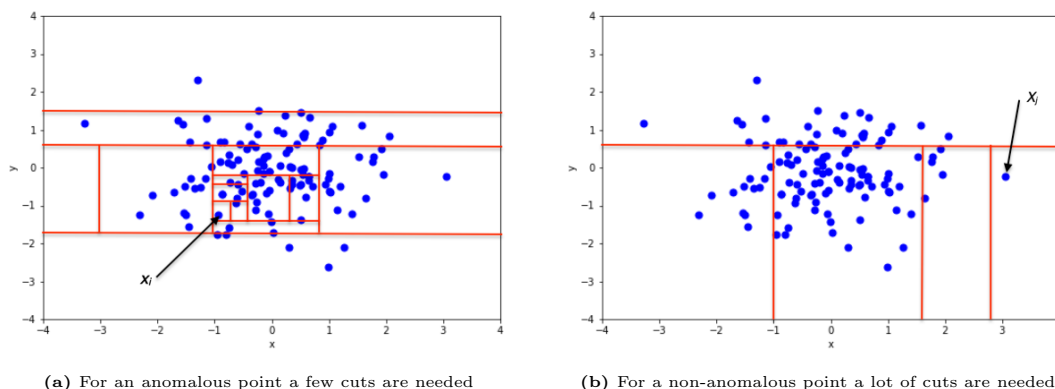 4
3
2
1
0
−1
−2
−3
−4
y
x_i
−4 −3 −2 −1 0 1 2 3 4
x
(a) For an anomalous point a few cuts are needed
4
3
2
1
0
−1
−2
−3
−4
y
X_j
−4 −3 −2 −1 0 1 2 3
x
(b) For a non-anomalous point a lot of cuts are needed